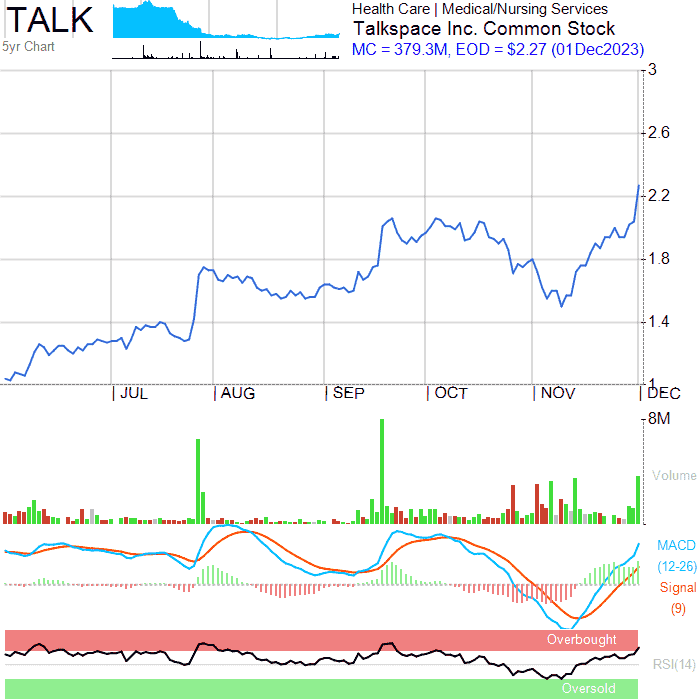 TALK
5yr Chart
Health Care | Medical/Nursing Services
Talkspace Inc. Common Stock
MC = 379.3M, EOD = $2.27 (01Dec2023)
3
2.6
2.2
1.8
1.4
1
JUL AUG SEP OCT NOV DEC
8M
Volume
MACD
(12-26)
Signal
(9)
Overbought
RSI(14)
Oversold